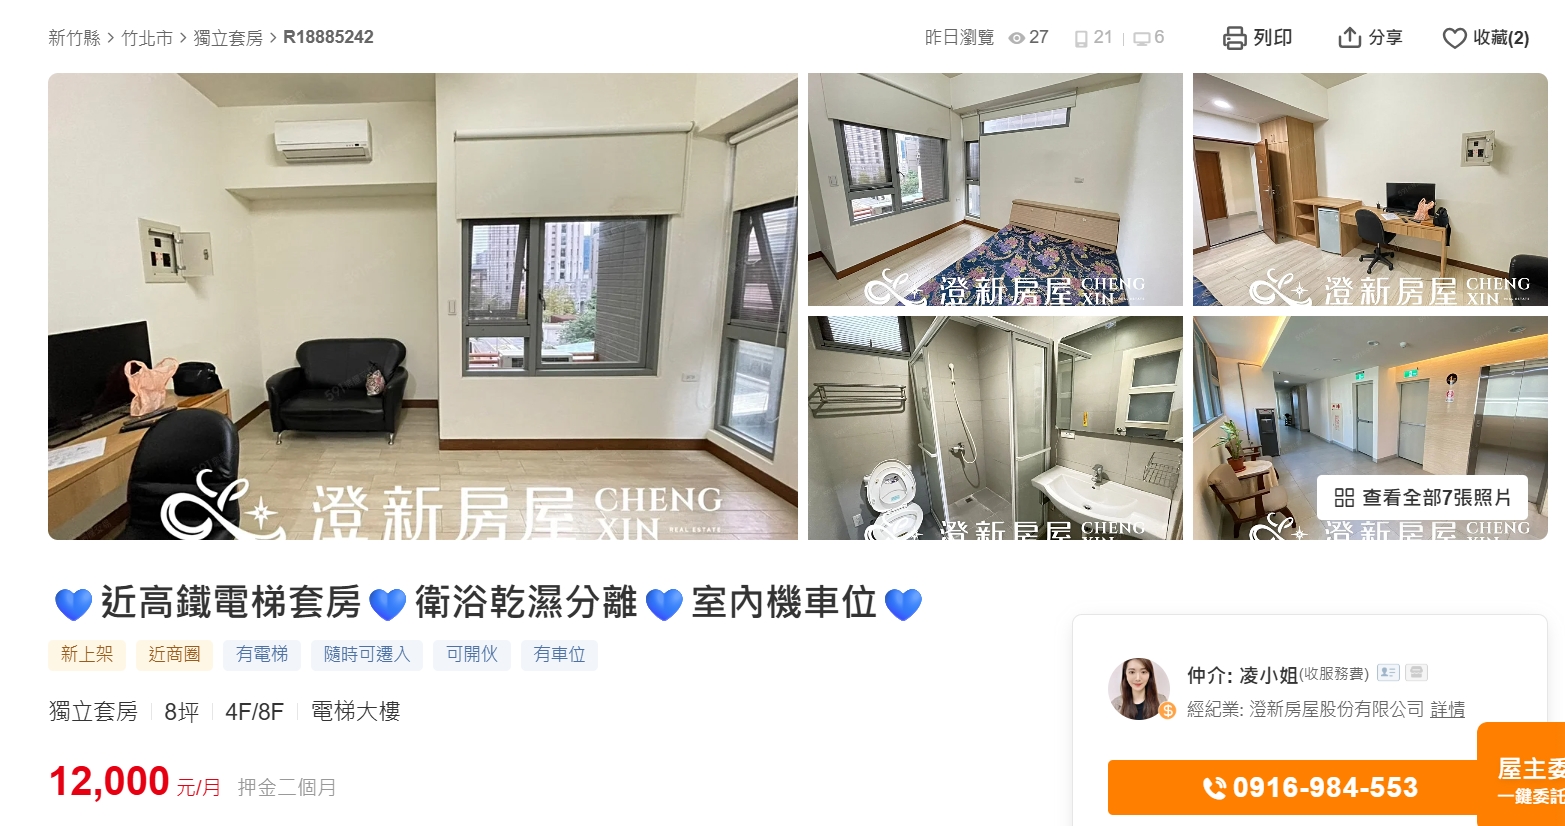 新竹縣 > 竹北市 > 獨立套房 > R18885242
昨日瀏覽 27 21 | 6
列印
分享
收藏(2)
澄新房屋 CHENG XIN REAL ESTATE
澄新房屋 CHENG XIN
澄新房屋 CHENG XIN
澄新房屋 CHENG XIN
澄新房屋 CHENG XIN
查看全部7張照片
💙近高鐵電梯套房💙衛浴乾濕分離💙室內機車位💙
新上架 近商圈 有電梯 隨時可遷入 可開伙 有車位
獨立套房 8坪 4F/8F 電梯大樓
12,000 元/月 押金二個月
仲介: 凌小姐(收服務費)
經紀業: 澄新房屋股份有限公司 詳情
0916-984-553
屋主委
一鍵委託